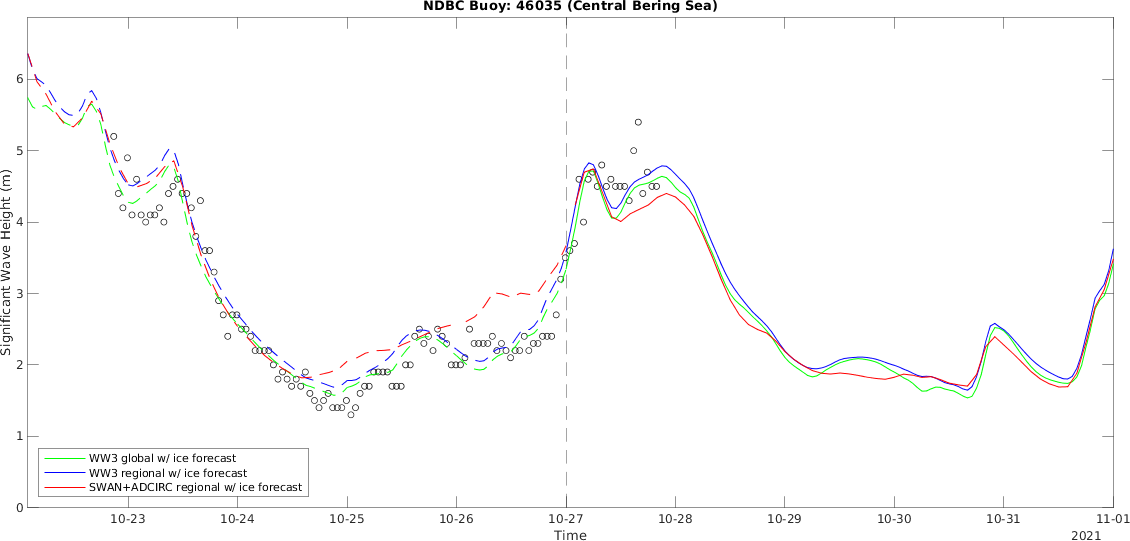 NDBC Buoy: 46035 (Central Bering Sea)
Significant Wave Height (m)
6
5
4
3
2
1
0
WW3 global w/ ice forecast
WW3 regional w/ ice forecast
SWAN+ADCIRC regional w/ ice forecast
10-23 10-24 10-25 10-26 10-27 10-28 10-29 10-30 10-31 11-01
Time
2021